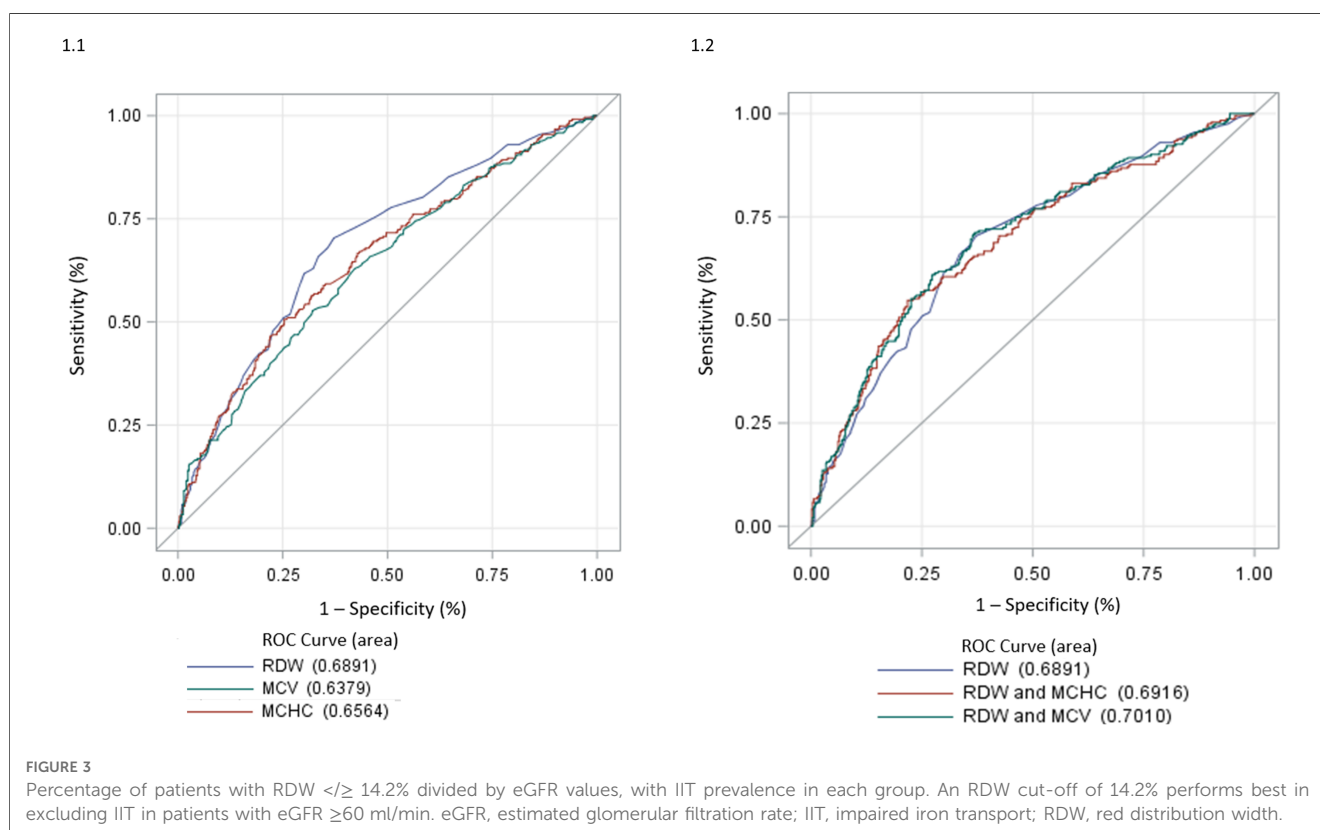 1.1
1.2
1.00
0.75
0.50
0.25
0.00
Sensitivity (%)
0.00 0.25 0.50 0.75 1.00
1 – Specificity (%)
ROC Curve (area)
RDW (0.6891)
MCV (0.6379)
MCHC (0.6564)
1.00
0.75
0.50
0.25
0.00
Sensitivity (%)
0.00 0.25 0.50 0.75 1.00
1 – Specificity (%)
ROC Curve (area)
RDW (0.6891)
RDW and MCHC (0.6916)
RDW and MCV (0.7010)
FIGURE 3
Percentage of patients with RDW </≥ 14.2% divided by eGFR values, with IIT prevalence in each group. An RDW cut-off of 14.2% performs best in
excluding IIT in patients with eGFR ≥60 ml/min. eGFR, estimated glomerular filtration rate; IIT, impaired iron transport; RDW, red distribution width.